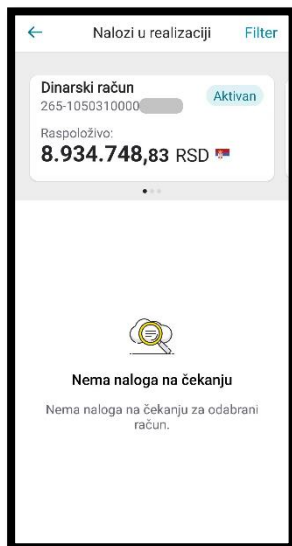 Nalozi u realizaciji Filter
Dinarski račun
Aktivan
265-1050310000
Raspoloživo:
8.934.748,83 RSD
Nema naloga na čekanju
Nema naloga na čekanju za odabrani
račun.